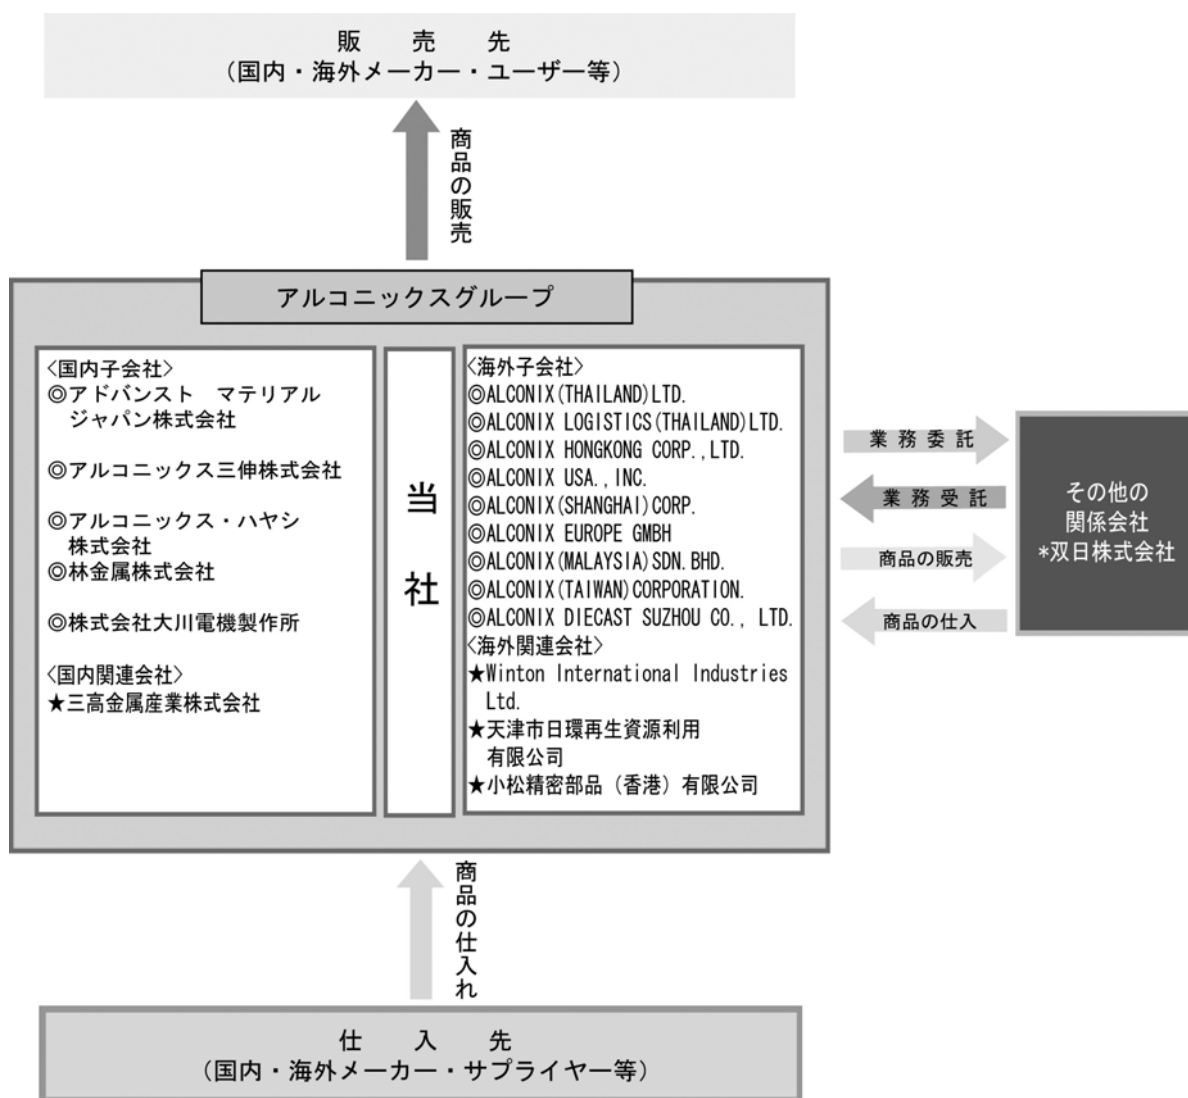 販 売 先
（国内・海外メーカー・ユーザー等）
商品の販売
アルコニックスグループ
〈国内子会社〉
◎アドバンスト マテリアル
ジャパン株式会社
◎アルコニックス三伸株式会社
◎アルコニックス・ハヤシ
株式会社
◎林金属株式会社
◎株式会社大川電機製作所
〈国内関連会社〉
★三高金属産業株式会社
当社
〈海外子会社〉
◎ALCONIX(THAILAND)LTD.
◎ALCONIX LOGISTICS(THAILAND)LTD.
◎ALCONIX HONGKONG CORP.,LTD.
◎ALCONIX USA.,INC.
◎ALCONIX(SHANGHAI)CORP.
◎ALCONIX EUROPE GMBH
◎ALCONIX(MALAYSIA)SDN.BHD.
◎ALCONIX(TAIWAN)CORPORATION.
◎ALCONIX DIECAST SUZHOU CO., LTD.
〈海外関連会社〉
★Winton International Industries
Ltd.
★天津市日環再生資源利用
有限公司
★小松精密部品（香港）有限公司
業務委託
業務受託
商品の販売
商品の仕入
その他の
関係会社
*双日株式会社
商品の仕入れ
仕 入 先
（国内・海外メーカー・サプライヤー等）